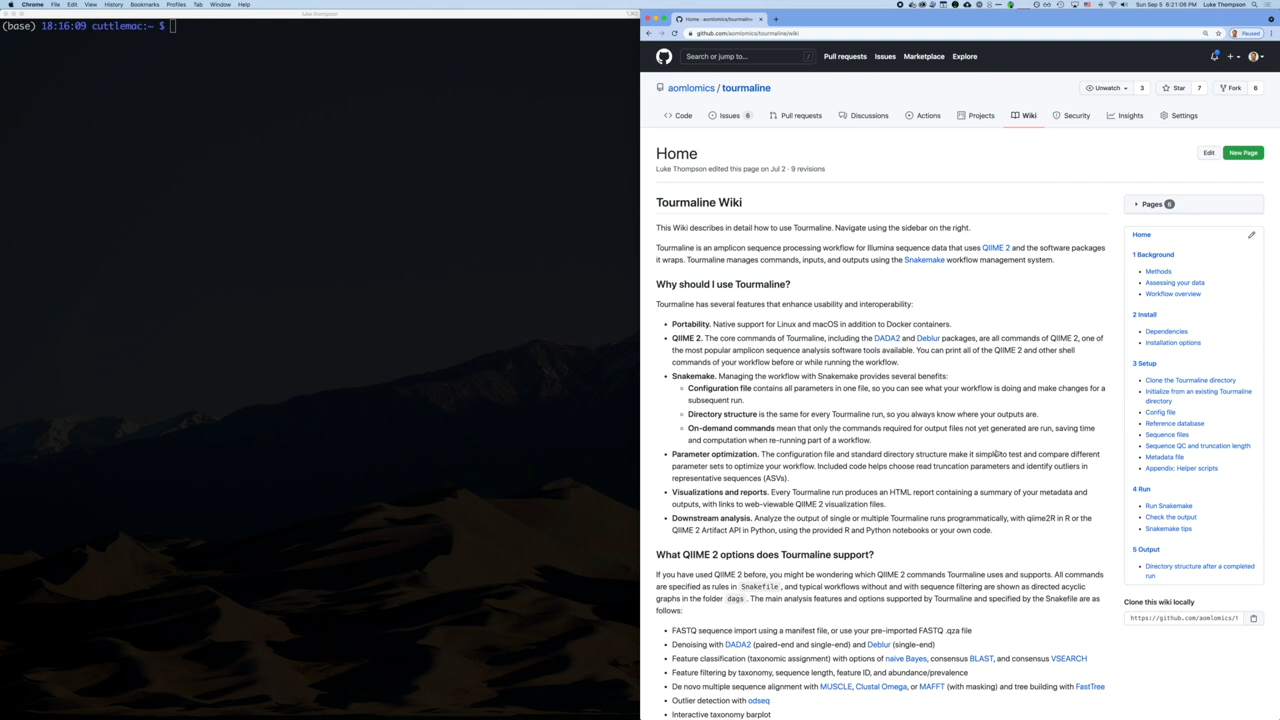 Chrome File Edit View History Bookmarks Profiles Tab Window Help
Luke Thompson Sun Sep 5 6:21:06 PM
luke thompson
(base) 18:16:09 cuttlemac:~ $
Home · aomlomics/tourmaline
github.com/aomlomics/tourmaline/wiki
Paused
Search or jump to... /
Pull requests Issues Marketplace Explore
aomlomics / tourmaline
Unwatch 3 Star 7 Fork 6
Code Issues 6 Pull requests Discussions Actions Projects Wiki Security Insights Settings
Home
Edit New Page
Luke Thompson edited this page on Jul 2 · 9 revisions
Tourmaline Wiki
This Wiki describes in detail how to use Tourmaline. Navigate using the sidebar on the right.
Tourmaline is an amplicon sequence processing workflow for Illumina sequence data that uses QIIME 2 and the software packages
it wraps. Tourmaline manages commands, inputs, and outputs using the Snakemake workflow management system.
Why should I use Tourmaline?
Tourmaline has several features that enhance usability and interoperability:
• Portability. Native support for Linux and macOS in addition to Docker containers.
• QIIME 2. The core commands of Tourmaline, including the DADA2 and Deblur packages, are all commands of QIIME 2, one of
the most popular amplicon sequence analysis software tools available. You can print all of the QIIME 2 and other shell
commands of your workflow before or while running the workflow.
• Snakemake. Managing the workflow with Snakemake provides several benefits:
Configuration file contains all parameters in one file, so you can see what your workflow is doing and make changes for a
subsequent run.
Directory structure is the same for every Tourmaline run, so you always know where your outputs are.
On-demand commands mean that only the commands required for output files not yet generated are run, saving
time and computation when re-running part of a workflow.
• Parameter optimization. The configuration file and standard directory structure make it simple to test and compare different
parameter sets to optimize your workflow. Included code helps choose read truncation parameters and identify outliers in
representative sequences (ASVs).
• Visualizations and reports. Every Tourmaline run produces an HTML report containing a summary of your metadata and
outputs, with links to web-viewable QIIME 2 visualization files.
• Downstream analysis. Analyze the output of single or multiple Tourmaline runs programmatically, with qiime2R in R or the
QIIME 2 Artifact API in Python, using the provided R and Python notebooks or your own code.
What QIIME 2 options does Tourmaline support?
If you have used QIIME 2 before, you might be wondering which QIIME 2 commands Tourmaline uses and supports. All commands
are specified as rules in Snakefile, and typical workflows without and with sequence filtering are shown as directed acyclic
graphs in the folder dags. The main analysis features and options supported by Tourmaline and specified by the Snakefile are as
follows:
• FASTQ sequence import using a manifest file, or use your pre-imported FASTQ .qza file
• Denoising with DADA2 (paired-end and single-end) and Deblur (single-end)
• Feature classification (taxonomic assignment) with options of naive Bayes, consensus BLAST, and consensus VSEARCH
• Feature filtering by taxonomy, sequence length, feature ID, and abundance/prevalence
• De novo multiple sequence alignment with MUSCLE, Clustal Omega, or MAFFT (with masking) and tree building with FastTree
• Outlier detection with odseq
• Interactive taxonomy barplot
Pages 6
Home
1 Background
• Methods
• Assessing your data
• Workflow overview
2 Install
• Dependencies
• Installation options
3 Setup
• Clone the Tourmaline directory
• Initialize from an existing Tourmaline
directory
• Config file
• Reference database
• Sequence files
• Sequence QC and truncation length
• Metadata file
• Appendix: Helper scripts
4 Run
• Run Snakemake
• Check the output
• Snakemake tips
5 Output
• Directory structure after a completed
run
Clone this wiki locally
https://github.com/aomlomics/t